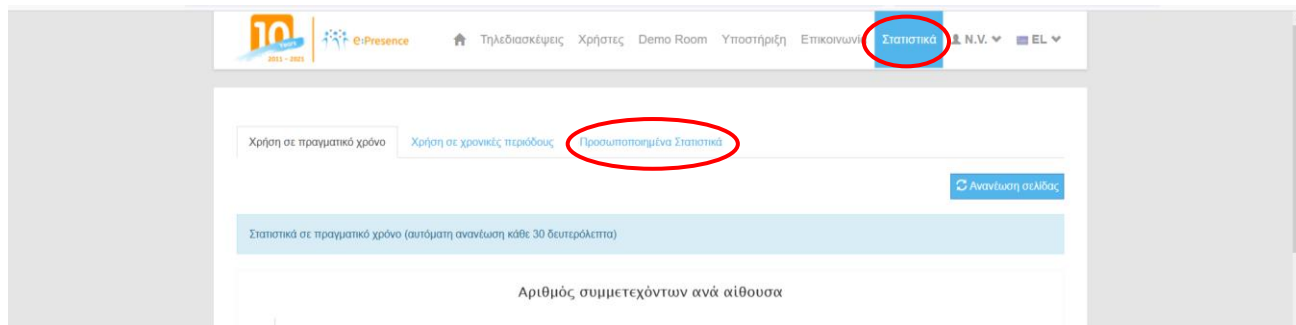 10 YEARS 2011 - 2021 e:Presence Τηλεδιασκέψεις Χρήστες Demo Room Υποστήριξη Επικοινωνία Στατιστικά N.V. EL
Χρήση σε πραγματικό χρόνο Χρήση σε χρονικές περιόδους Προσωποποιημένα Στατιστικά
Ανανέωση σελίδας
Στατιστικά σε πραγματικό χρόνο (αυτόματη ανανέωση κάθε 30 δευτερόλεπτα)
Αριθμός συμμετεχόντων ανά αίθουσα